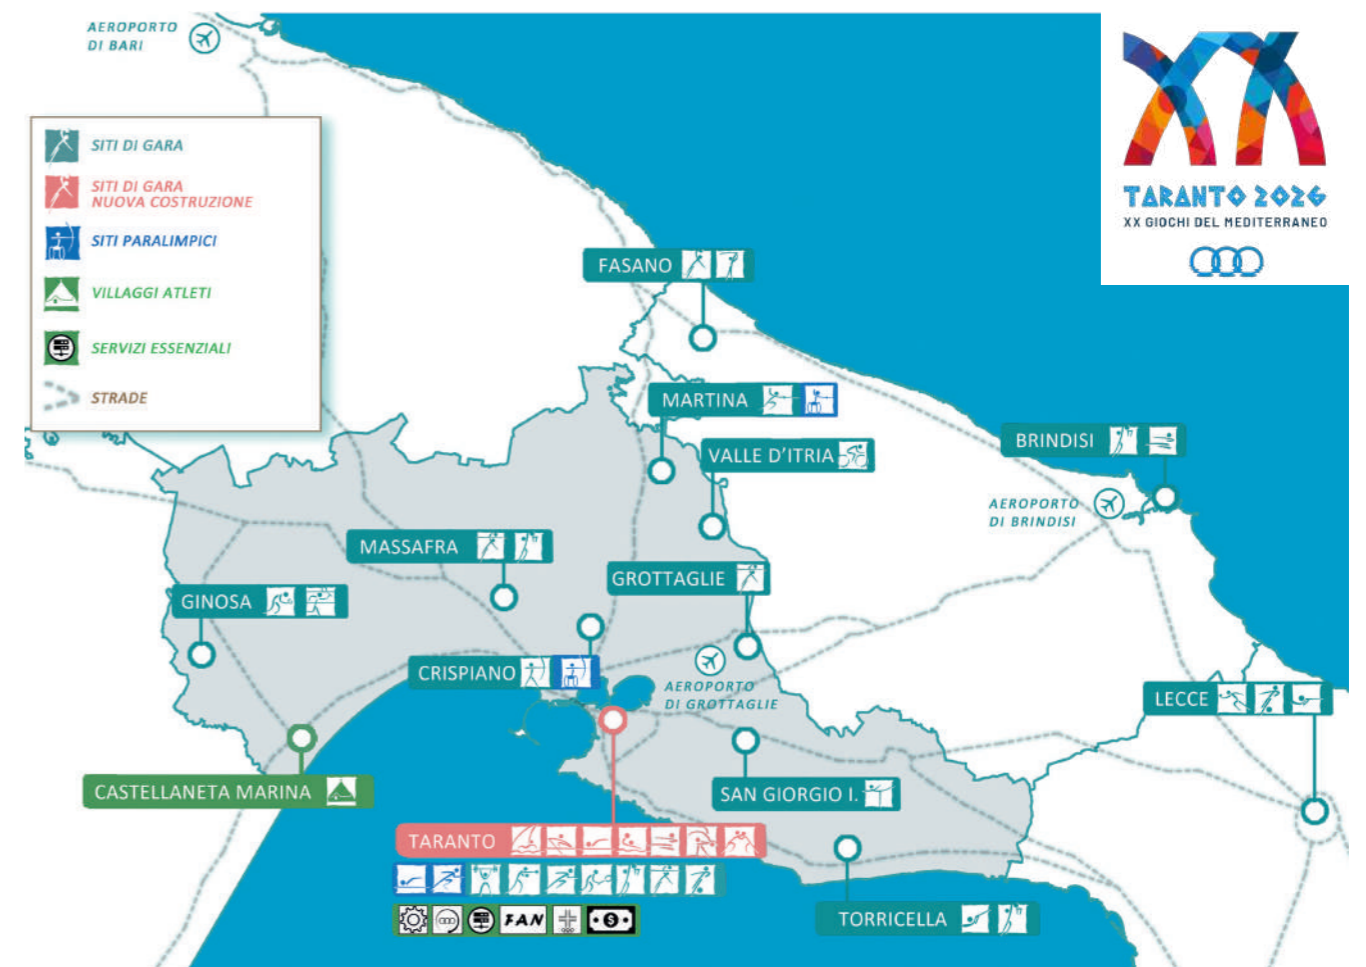 AEROPORTO
DI BARI
TARANTO 2026
XX GIOCHI DEL MEDITERRANEO
SITI DI GARA
SITI DI GARA
NUOVA COSTRUZIONE
SITI PARALIMPICI
VILLAGGI ATLETI
SERVIZI ESSENZIALI
STRADE
FASANO
MARTINA
VALLE D'ITRIA
BRINDISI
AEROPORTO
DI BRINDISI
MASSAFRA
GROTTAGLIE
GINOSA
CRISPIANO
AEROPORTO
DI GROTTAGLIE
LECCE
CASTELLANETA MARINA
SAN GIORGIO I.
TARANTO
FAN
$
TORRICELLA